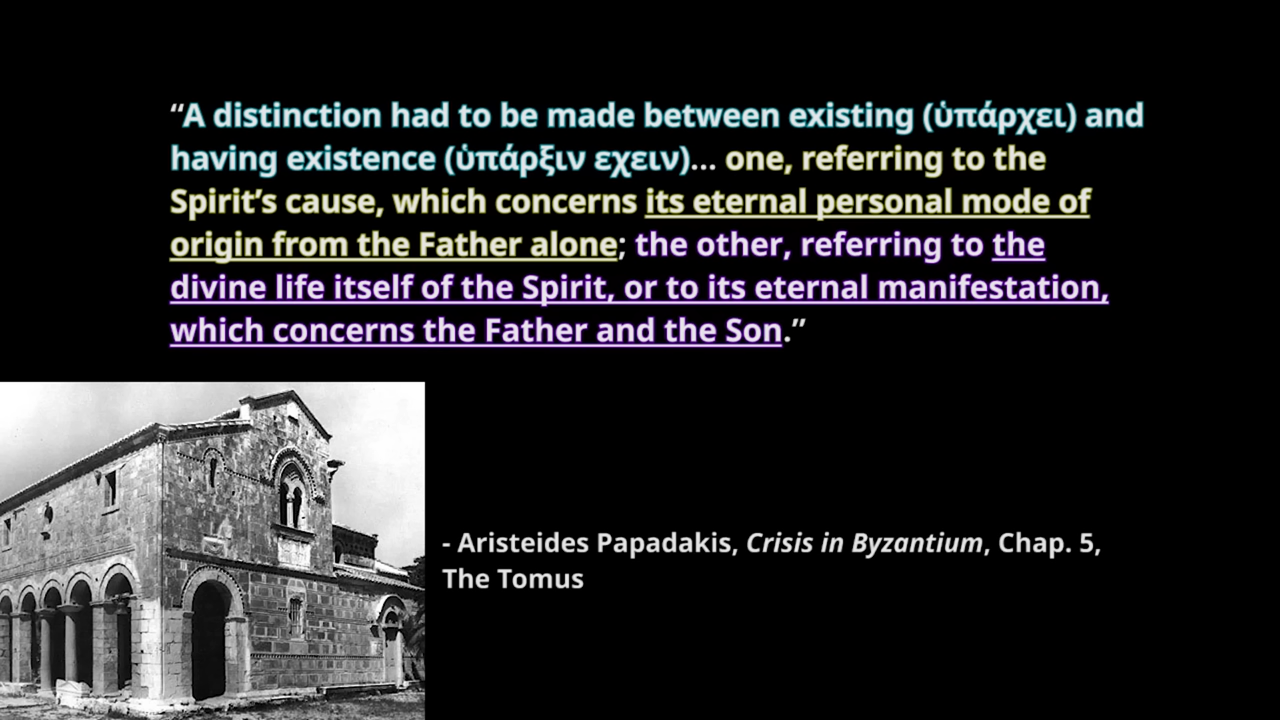 “A distinction had to be made between existing (ὑπάρχει) and
having existence (ὑπάρξιν εχειν)... one, referring to the
Spirit’s cause, which concerns its eternal personal mode of
origin from the Father alone; the other, referring to the
divine life itself of the Spirit, or to its eternal manifestation,
which concerns the Father and the Son.”
- Aristeides Papadakis, Crisis in Byzantium, Chap. 5,
The Tomus